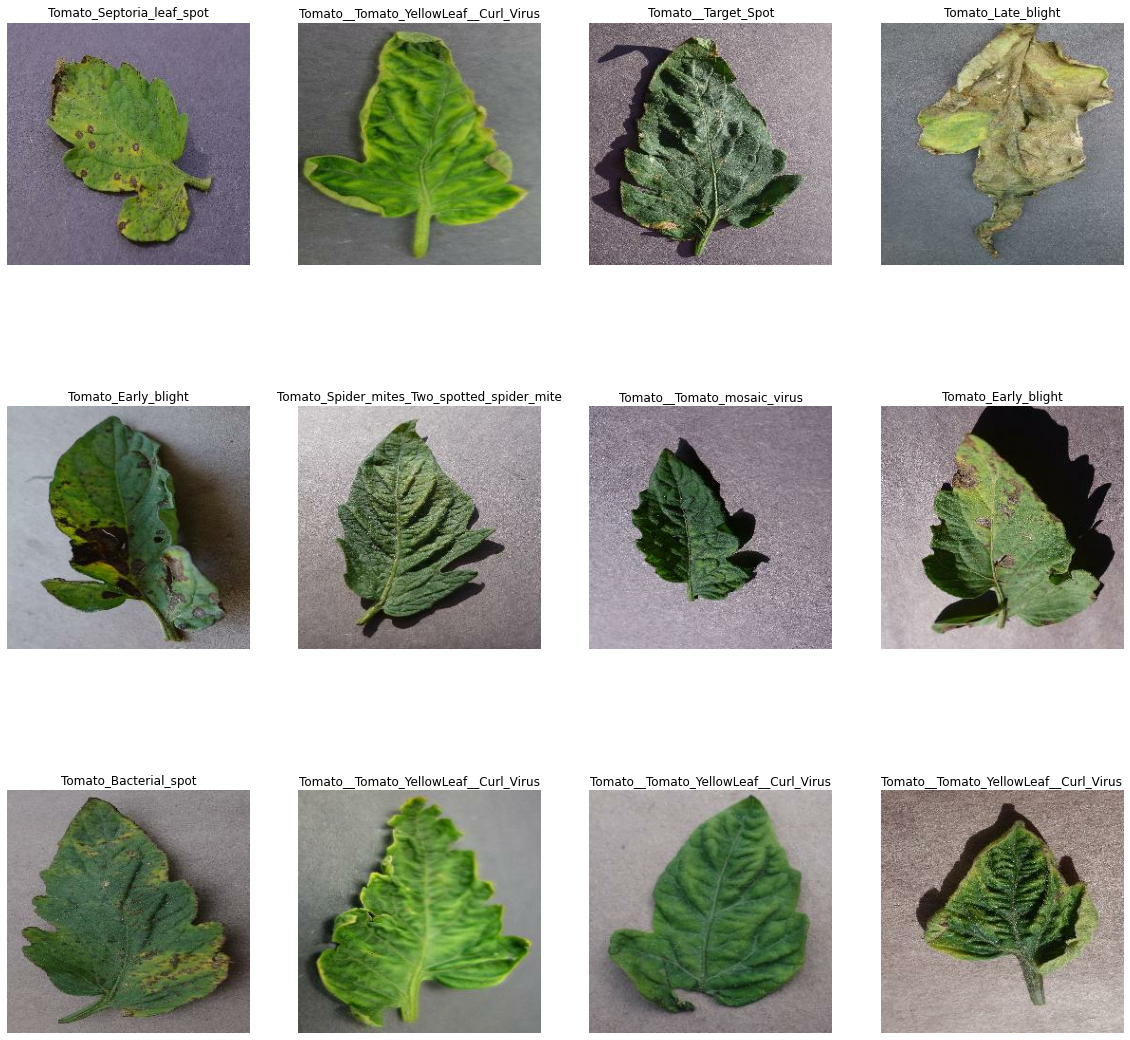 Tomato_Septoria_leaf_spot
Tomato__Tomato_YellowLeaf__Curl_Virus
Tomato__Target_Spot
Tomato_Late_blight
Tomato_Early_blight
Tomato_Spider_mites_Two_spotted_spider_mite
Tomato__Tomato_mosaic_virus
Tomato_Early_blight
Tomato_Bacterial_spot
Tomato__Tomato_YellowLeaf__Curl_Virus
Tomato__Tomato_YellowLeaf__Curl_Virus
Tomato__Tomato_YellowLeaf__Curl_Virus